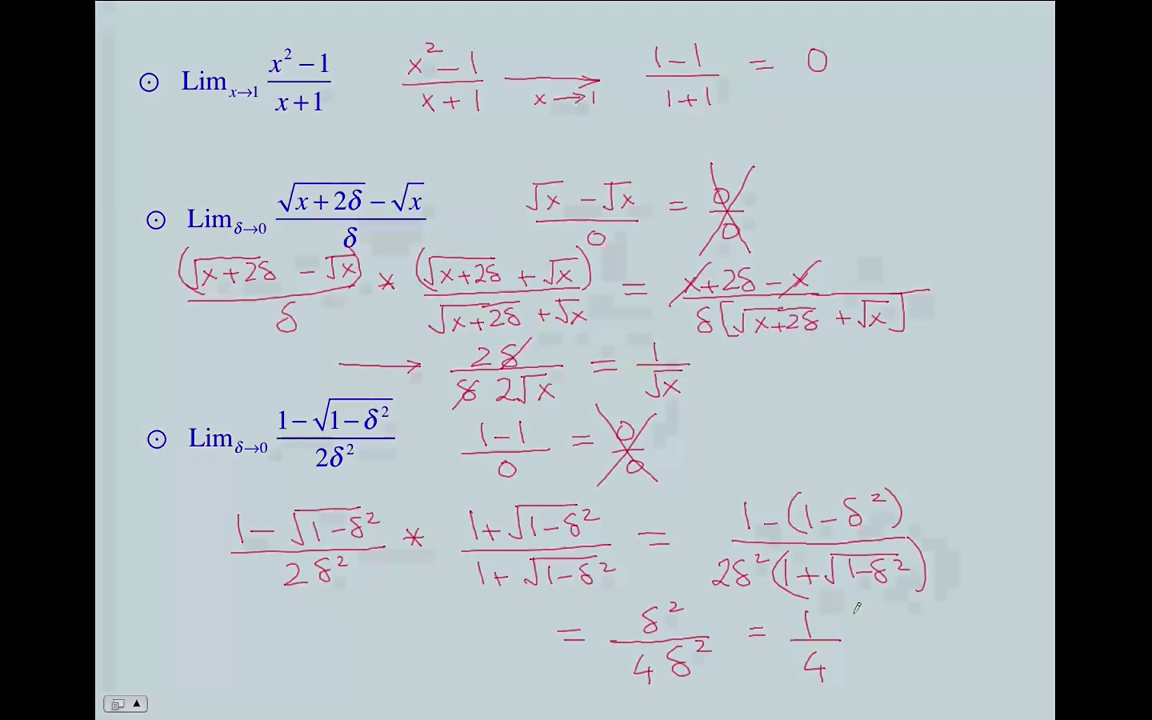 ⊙ Lim x→1 (x² − 1)/(x + 1)   (x² − 1)/(x + 1) ⟶ x→1 (1 − 1)/(1 + 1) = 0
⊙ Lim δ→0 (√(x + 2δ) − √x)/δ   (√x − √x)/0 = 0/0
(√(x+2δ) − √x)/δ * (√(x+2δ) + √x)/(√(x+2δ) + √x) = (x+2δ − x)/(δ[√(x+2δ) + √x])
⟶ 2δ/(δ 2√x) = 1/√x
⊙ Lim δ→0 (1 − √(1 − δ²))/(2δ²)   (1 − 1)/0 = 0/0
(1 − √(1−δ²))/(2δ²) * (1 + √(1−δ²))/(1 + √(1−δ²)) = (1 − (1 − δ²))/(2δ²(1 + √(1−δ²)))
= δ²/(4δ²) = 1/4